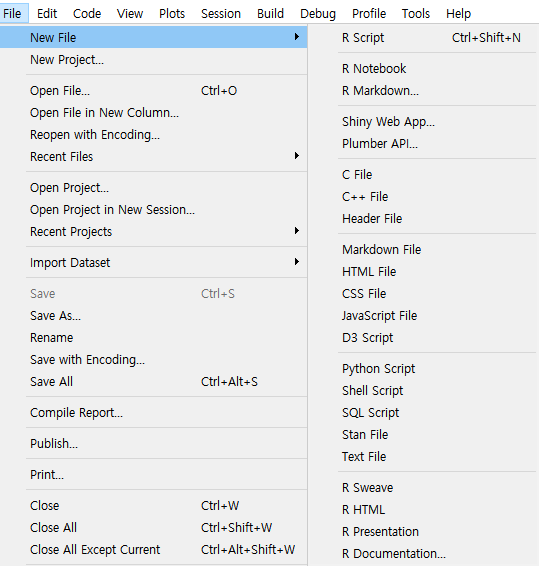 File Edit Code View Plots Session Build Debug Profile Tools Help
New File
New Project...
Open File... Ctrl+O
Open File in New Column...
Reopen with Encoding...
Recent Files
Open Project...
Open Project in New Session...
Recent Projects
Import Dataset
Save Ctrl+S
Save As...
Rename
Save with Encoding...
Save All Ctrl+Alt+S
Compile Report...
Publish...
Print...
Close Ctrl+W
Close All Ctrl+Shift+W
Close All Except Current Ctrl+Alt+Shift+W
R Script Ctrl+Shift+N
R Notebook
R Markdown...
Shiny Web App...
Plumber API...
C File
C++ File
Header File
Markdown File
HTML File
CSS File
JavaScript File
D3 Script
Python Script
Shell Script
SQL Script
Stan File
Text File
R Sweave
R HTML
R Presentation
R Documentation...